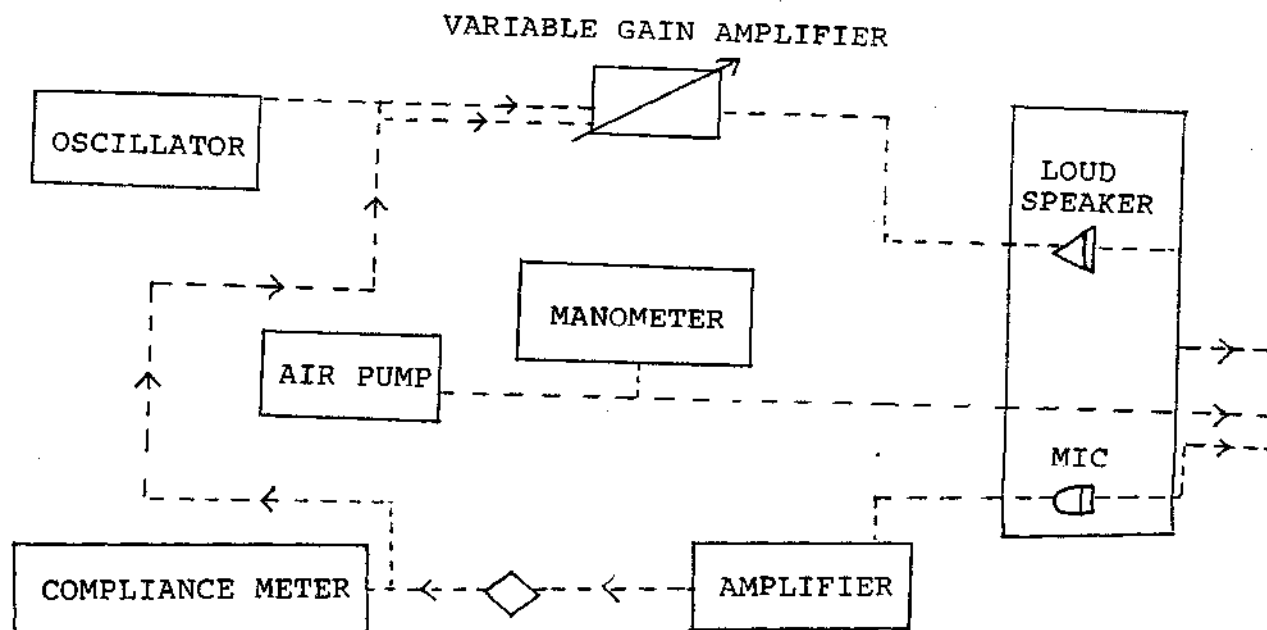 VARIABLE GAIN AMPLIFIER
OSCILLATOR
LOUD
SPEAKER
MANOMETER
AIR PUMP
MIC
COMPLIANCE METER
AMPLIFIER